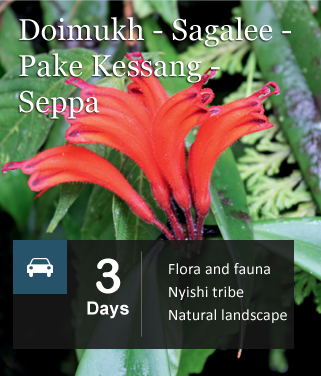 Doimukh - Sagalee -
Pake Kessang -
Seppa
3
Days
Flora and fauna
Nyishi tribe
Natural landscape